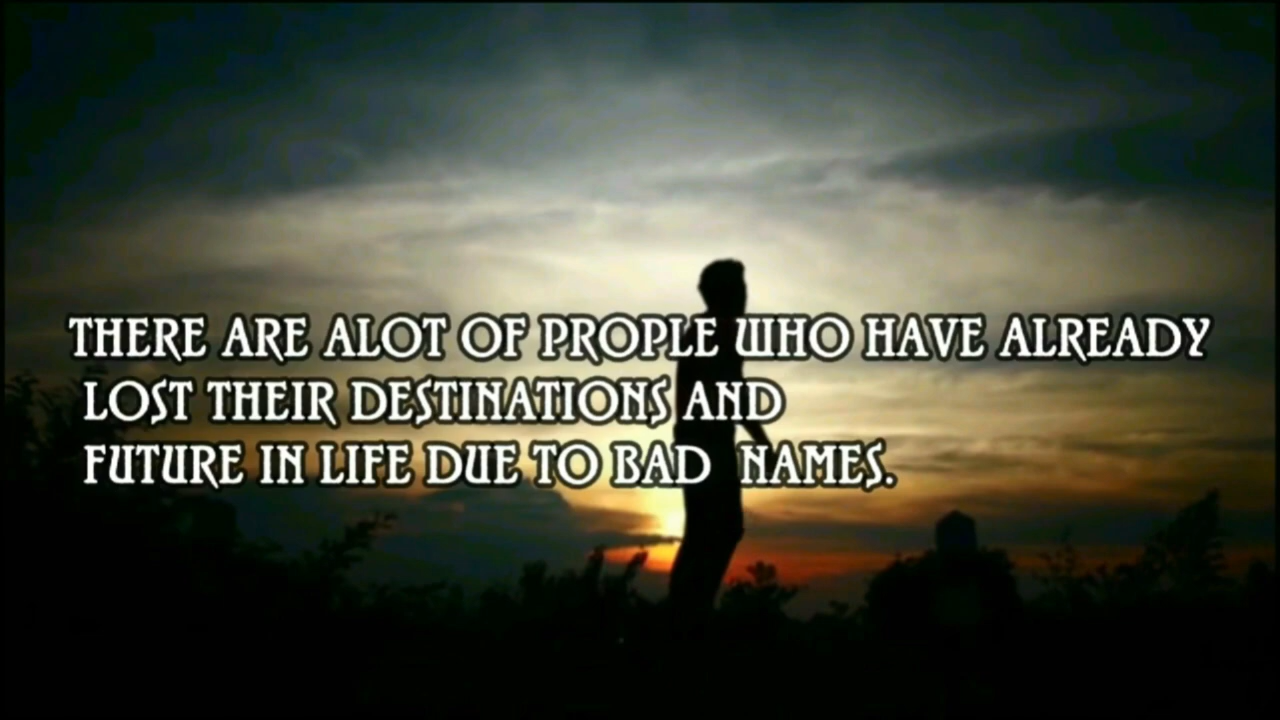 THERE ARE ALOT OF PROPLE WHO HAVE ALREADY
LOST THEIR DESTINATIONS AND
FUTURE IN LIFE DUE TO BAD NAMES.